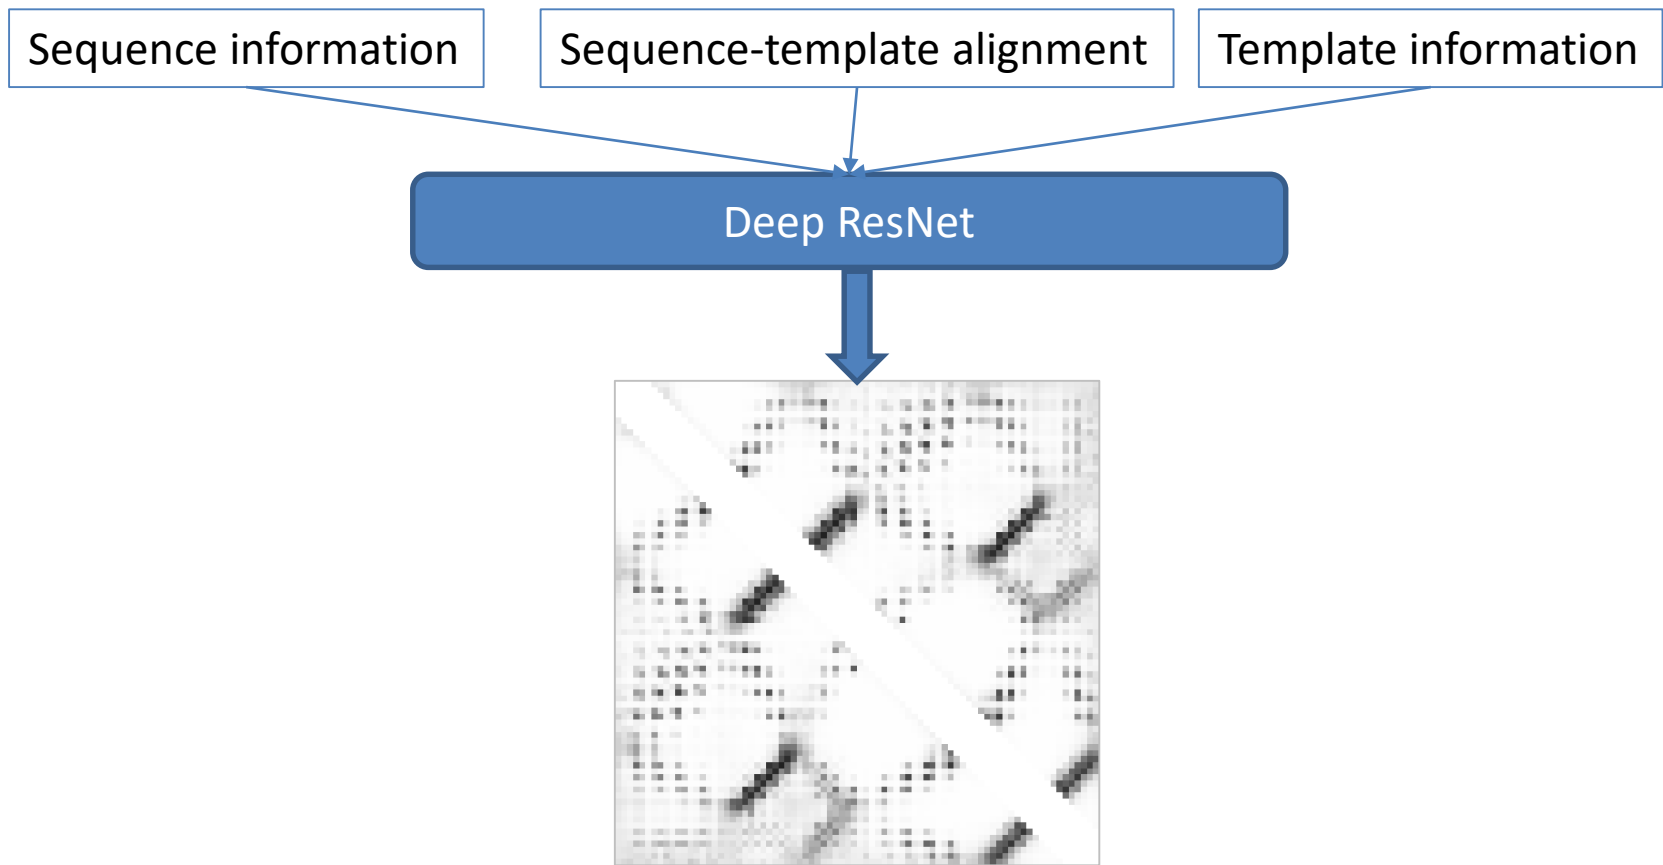 Sequence information
Sequence-template alignment
Template information
Deep ResNet